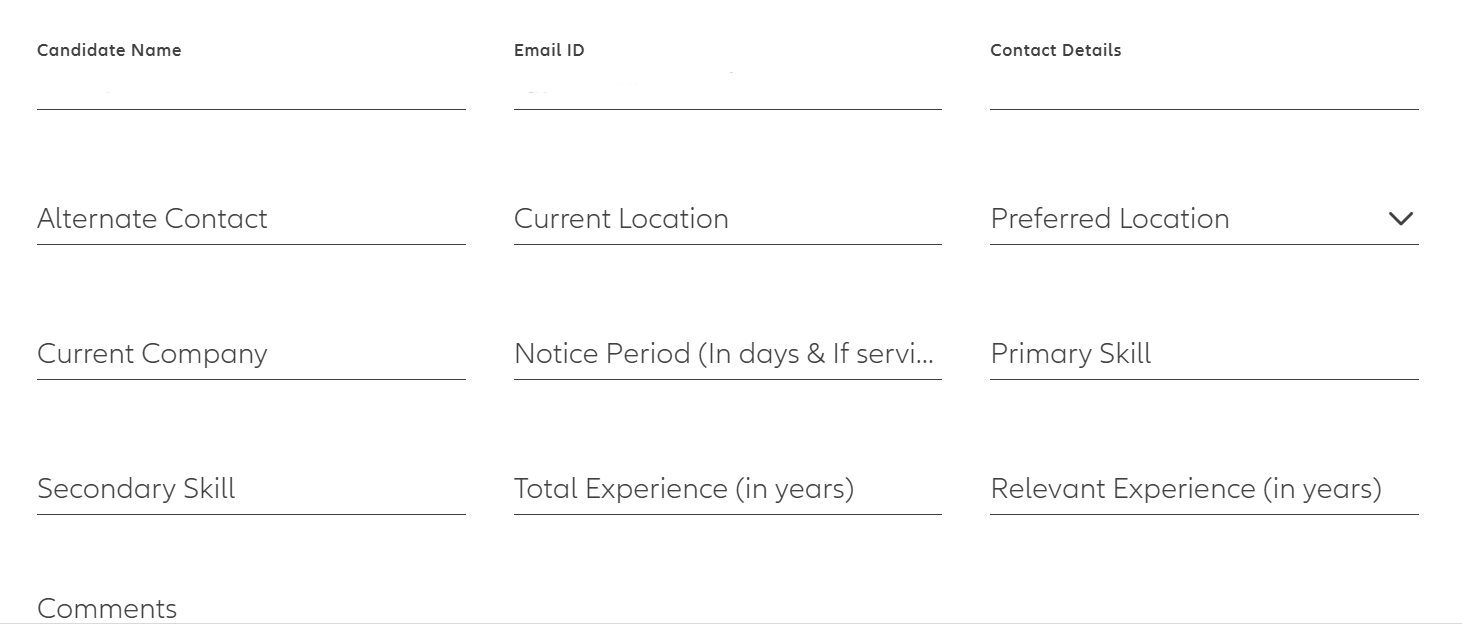 Candidate Name
Email ID
Contact Details
Alternate Contact
Current Location
Preferred Location
Current Company
Notice Period (In days & If servi...
Primary Skill
Secondary Skill
Total Experience (in years)
Relevant Experience (in years)
Comments